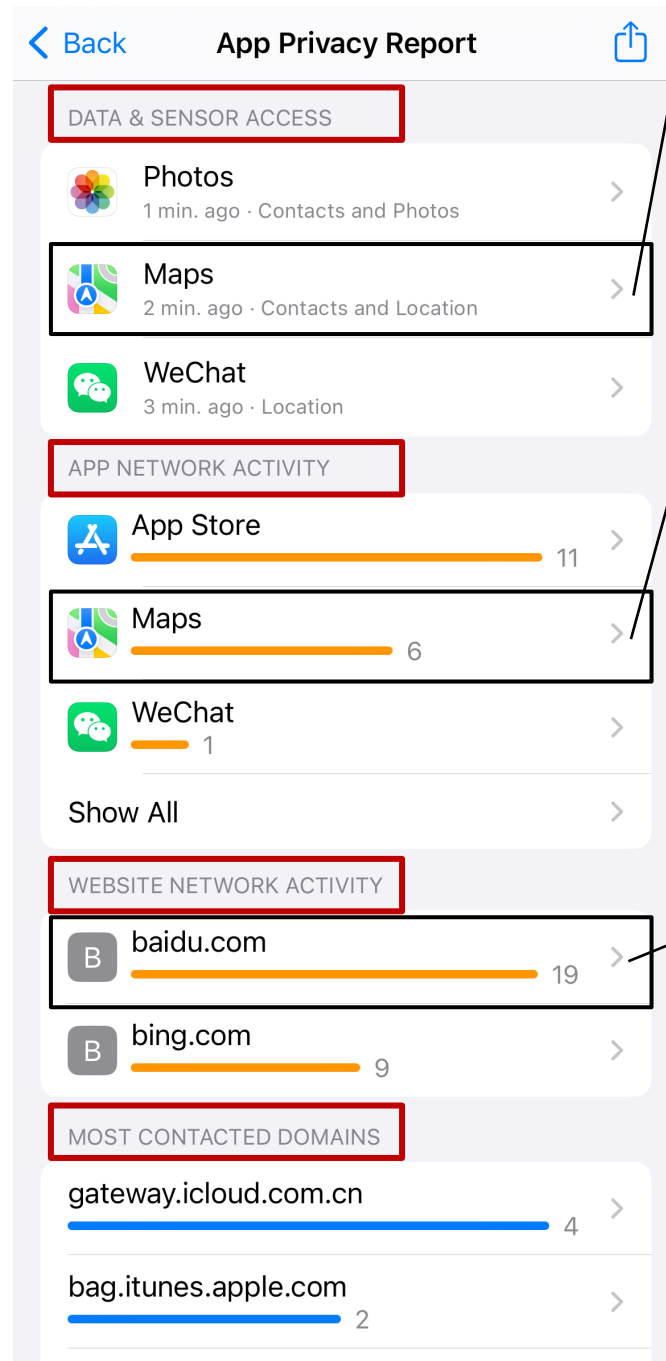 Back
App Privacy Report
DATA & SENSOR ACCESS
Photos
1 min. ago · Contacts and Photos
Maps
2 min. ago · Contacts and Location
WeChat
3 min. ago · Location
APP NETWORK ACTIVITY
App Store
11
Maps
6
WeChat
1
Show All
WEBSITE NETWORK ACTIVITY
B
baidu.com
19
B
bing.com
9
MOST CONTACTED DOMAINS
gateway.icloud.com.cn
4
bag.itunes.apple.com
2